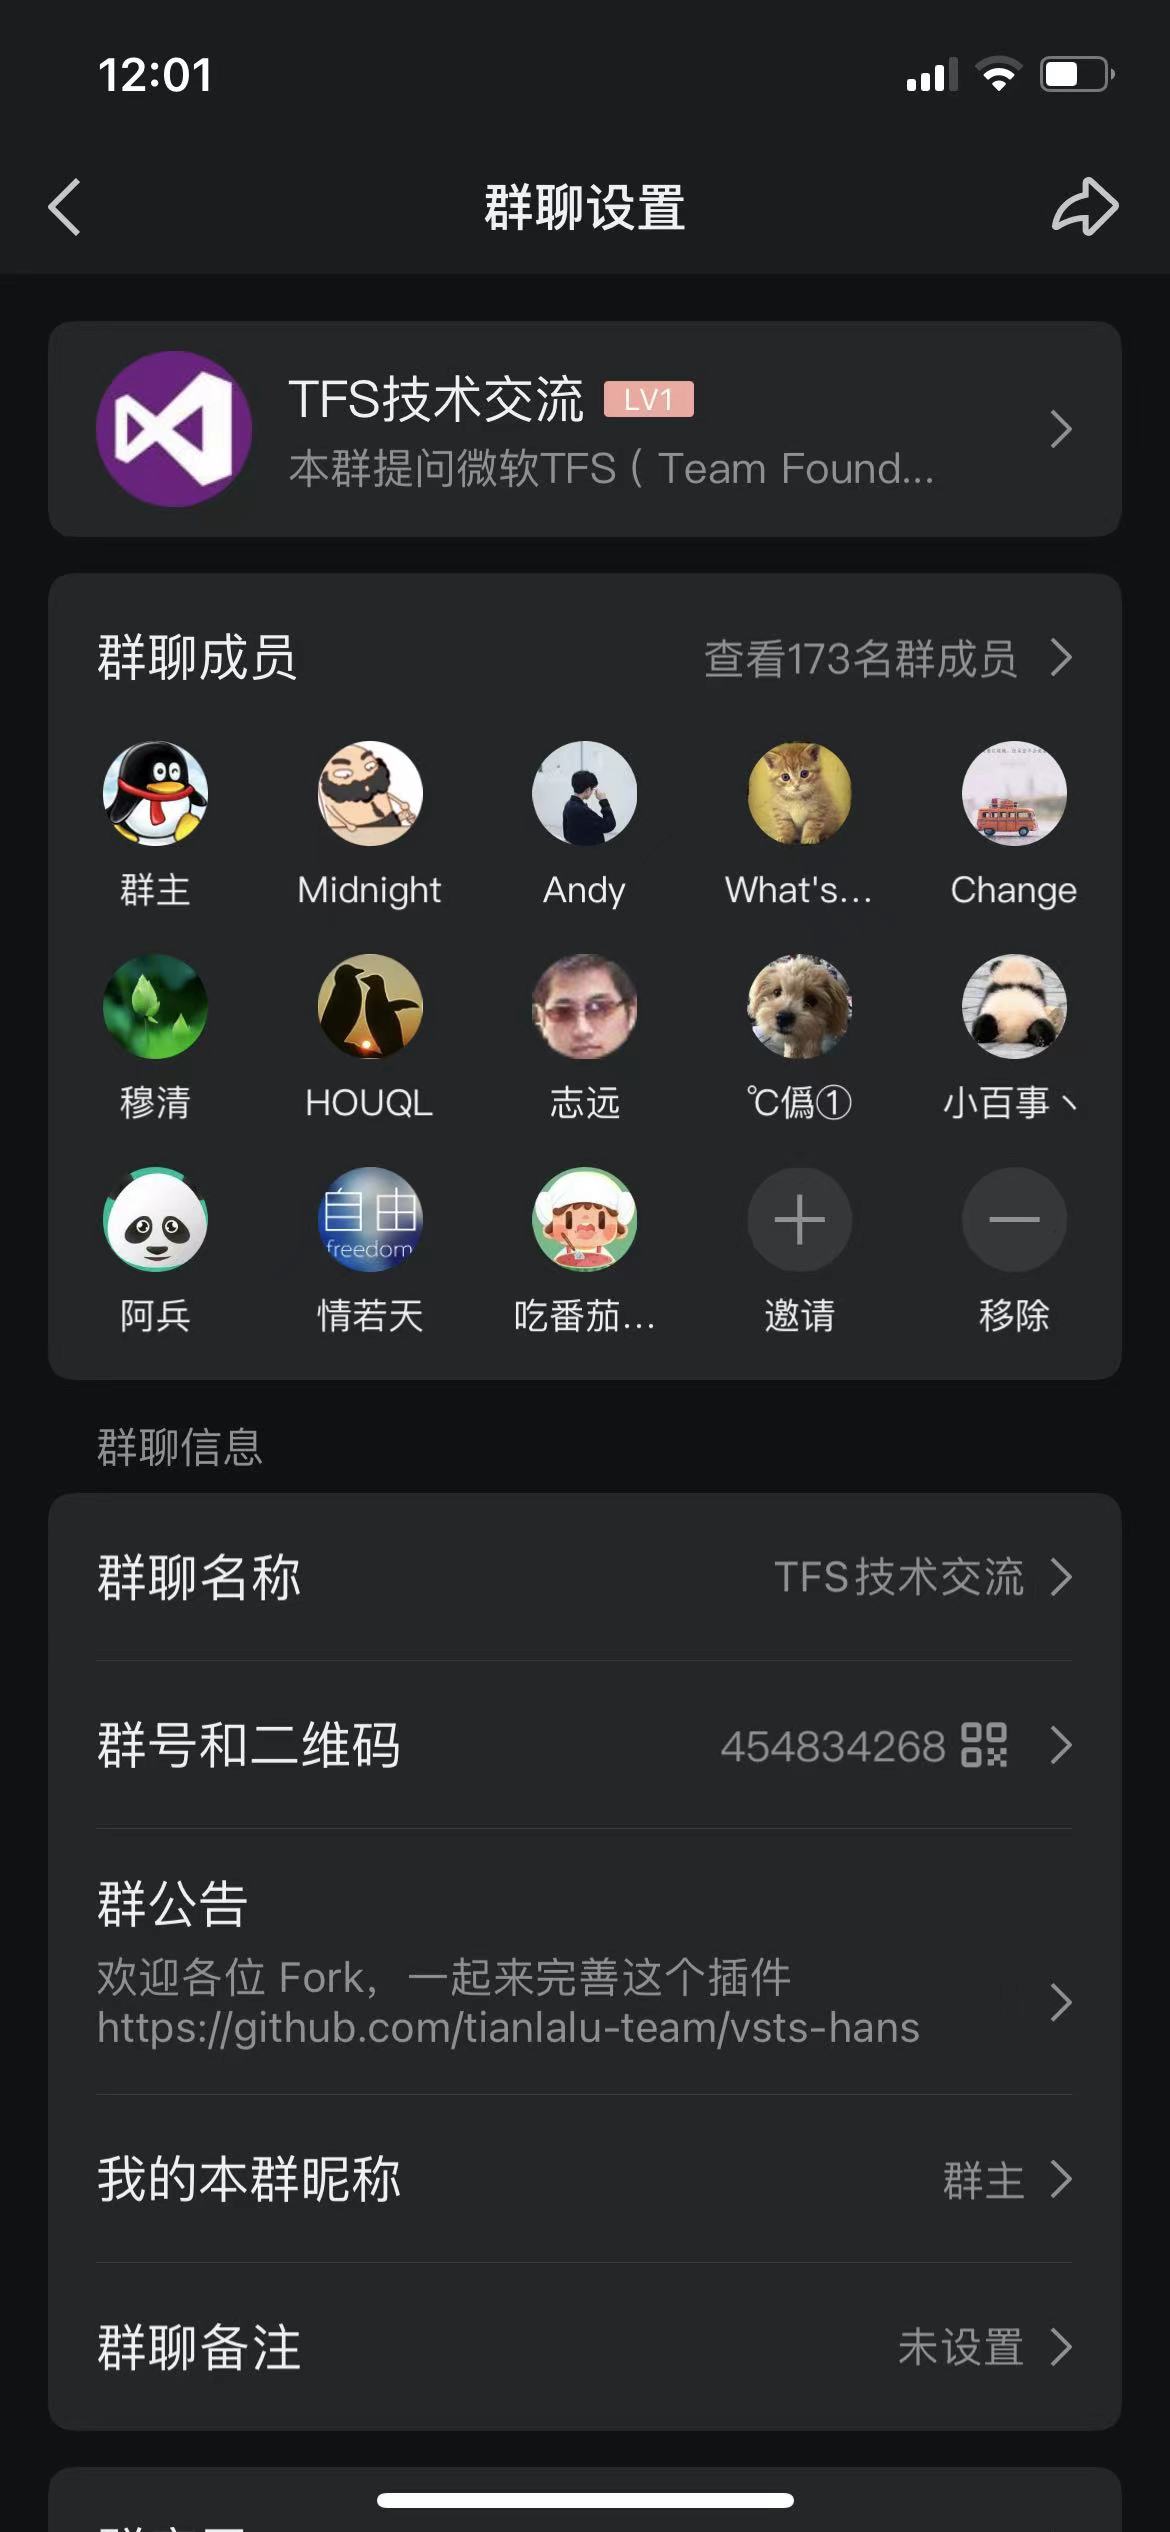 12:01
群聊设置
TFS技术交流 LV1
本群提问微软TFS（Team Found...
群聊成员 查看173名群成员
群主 Midnight Andy What's... Change
穆清 HOUQL 志远 ℃僞① 小百事丶
自由
freedom
阿兵 情若天 吃番茄... 邀请 移除
群聊信息
群聊名称 TFS技术交流
群号和二维码 454834268
群公告
欢迎各位 Fork，一起来完善这个插件
https://github.com/tianlalu-team/vsts-hans
我的本群昵称 群主
群聊备注 未设置